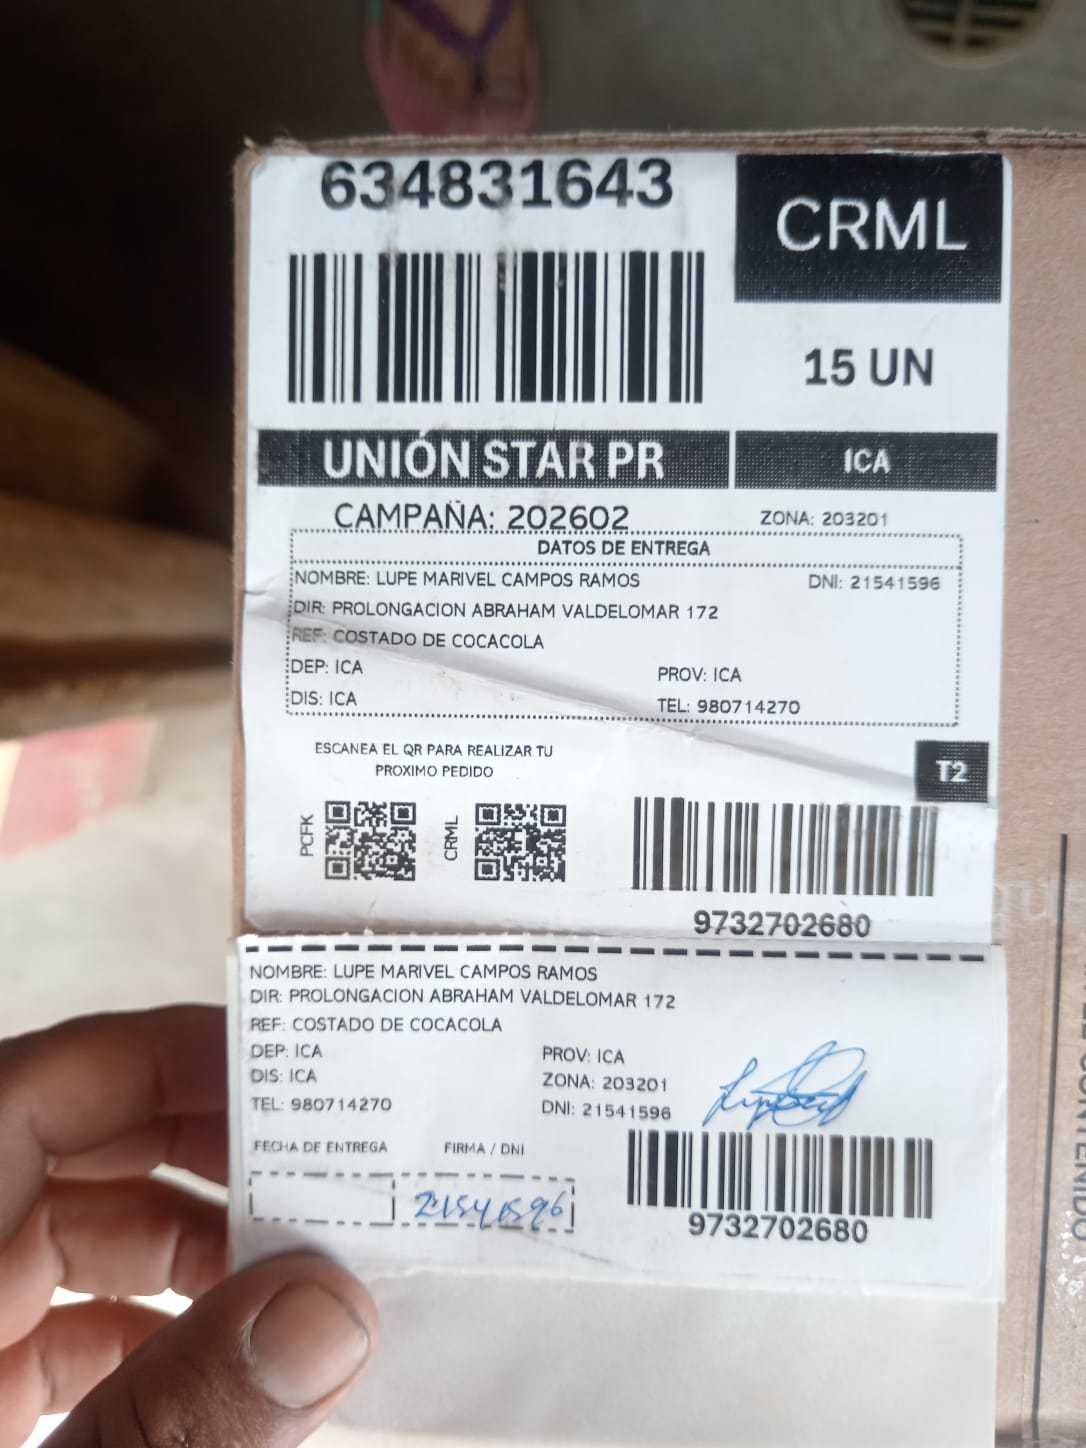 634831643
CRML
15 UN
UNIÓN STAR PR
ICA
CAMPAÑA: 202602
ZONA: 203201
DATOS DE ENTREGA
NOMBRE: LUPE MARIVEL CAMPOS RAMOS
DNI: 21541596
DIR: PROLONGACION ABRAHAM VALDELOMAR 172
REF: COSTADO DE COCACOLA
DEP: ICA
PROV: ICA
DIS: ICA
TEL: 980714270
ESCANEA EL QR PARA REALIZAR TU
PROXIMO PEDIDO
T2
PCFK
CRML
9732702680
NOMBRE: LUPE MARIVEL CAMPOS RAMOS
DIR: PROLONGACION ABRAHAM VALDELOMAR 172
REF: COSTADO DE COCACOLA
DEP: ICA
PROV: ICA
DIS: ICA
ZONA: 203201
TEL: 980714270
DNI: 21541596
FECHA DE ENTREGA
FIRMA / DNI
21541596
9732702680
CONTENIDO